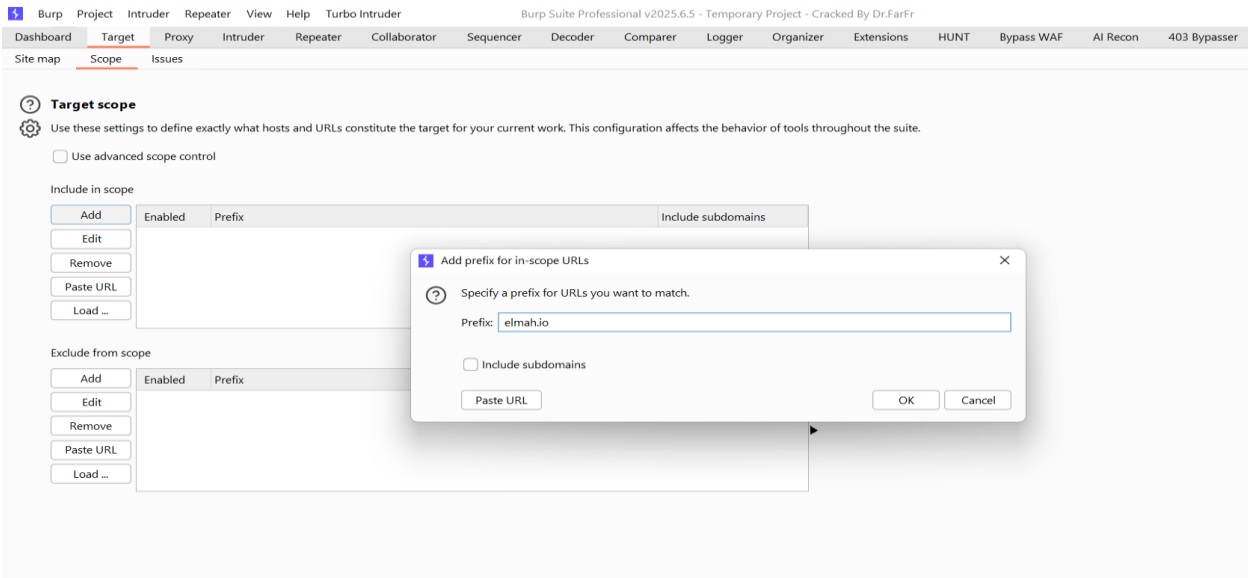 Burp Project Intruder Repeater View Help Turbo Intruder Burp Suite Professional v2025.6.5 - Temporary Project - Cracked By Dr.FarFr
Dashboard Target Proxy Intruder Repeater Collaborator Sequencer Decoder Comparer Logger Organizer Extensions HUNT Bypass WAF AI Recon 403 Bypasser
Site map Scope Issues
Target scope
Use these settings to define exactly what hosts and URLs constitute the target for your current work. This configuration affects the behavior of tools throughout the suite.
Use advanced scope control
Include in scope
Add Enabled Prefix Include subdomains
Edit
Remove
Paste URL
Load ...
Add prefix for in-scope URLs
Specify a prefix for URLs you want to match.
Prefix: elmah.io
Include subdomains
Paste URL OK Cancel
Exclude from scope
Add Enabled Prefix
Edit
Remove
Paste URL
Load ...